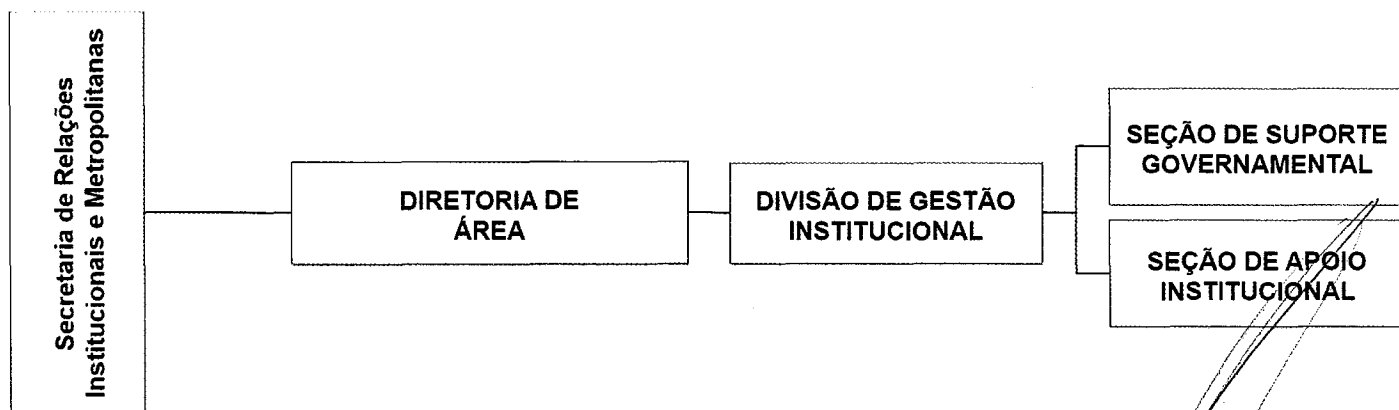 Secretaria de Relações
Institucionais e Metropolitanas
DIRETORIA DE
ÁREA
DIVISÃO DE GESTÃO
INSTITUCIONAL
SEÇÃO DE SUPORTE
GOVERNAMENTAL
SEÇÃO DE APOIO
INSTITUCIONAL